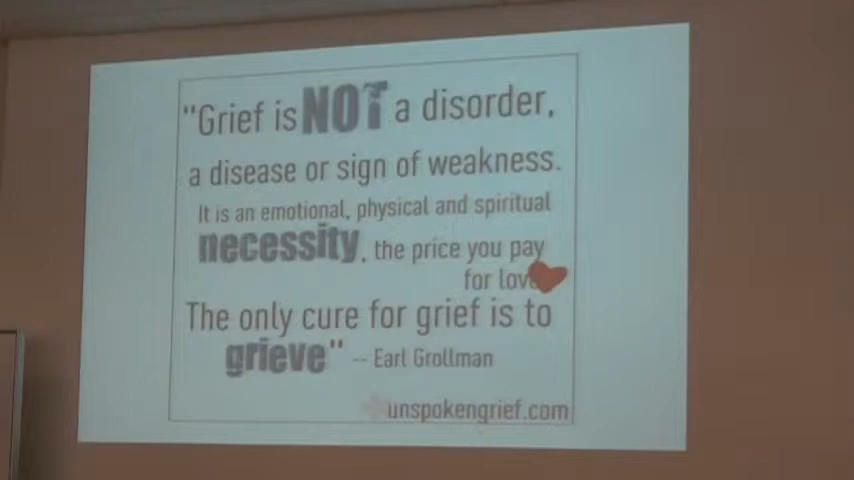 "Grief is NOT a disorder,
a disease or sign of weakness.
It is an emotional, physical and spiritual
necessity, the price you pay
for love
The only cure for grief is to
grieve" -- Earl Grollman
unspokengrief.com